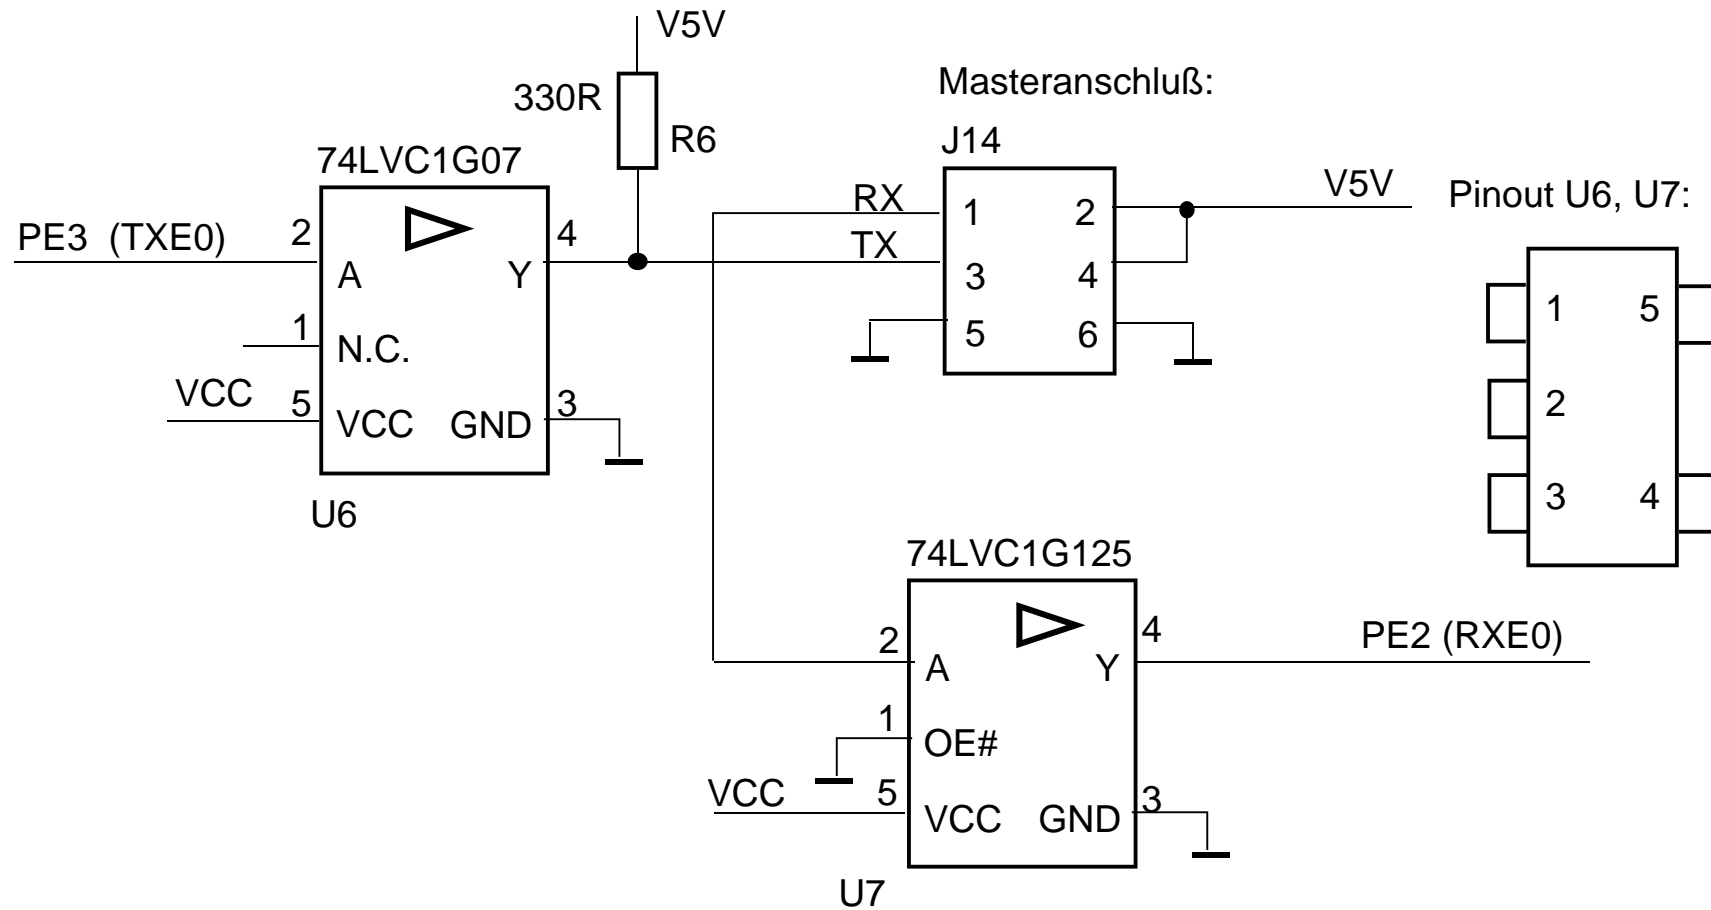 V5V
330R
R6
Masteranschluß:
J14
74LVC1G07
PE3 (TXE0)
2
4
A
Y
1
N.C.
VCC
5
VCC
GND
3
U6
RX
TX
1
2
3
4
5
6
V5V
Pinout U6, U7:
1
5
2
3
4
74LVC1G125
2
4
A
Y
PE2 (RXE0)
1
OE#
VCC
5
VCC
GND
3
U7